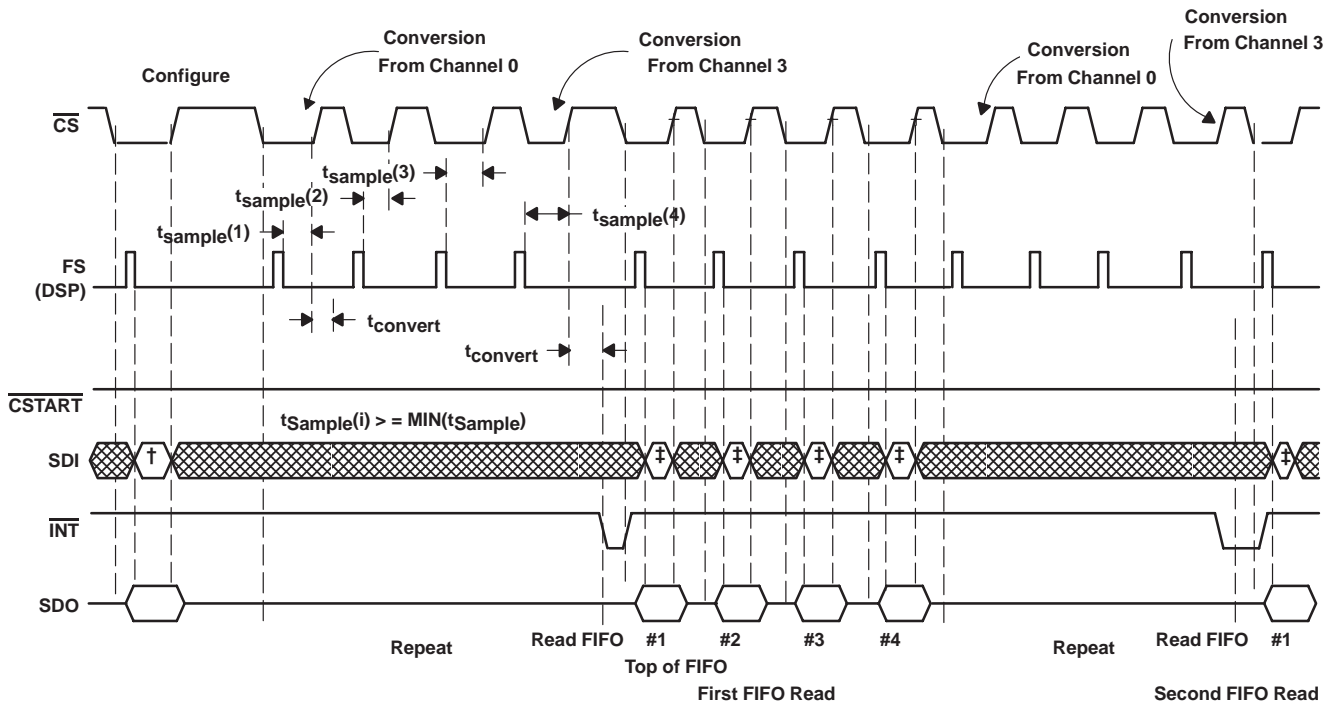 Configure
Conversion
From Channel 0
Conversion
From Channel 3
Conversion
From Channel 0
Conversion
From Channel 3
CS
tsample(3)
tsample(2)
tsample(4)
tsample(1)
FS
(DSP)
tconvert
tconvert
CSTART
tSample(i) > = MIN(tSample)
SDI
†
‡
‡
‡
‡
‡
INT
SDO
Repeat
Read FIFO
#1
#2
#3
#4
Repeat
Read FIFO
#1
Top of FIFO
First FIFO Read
Second FIFO Read